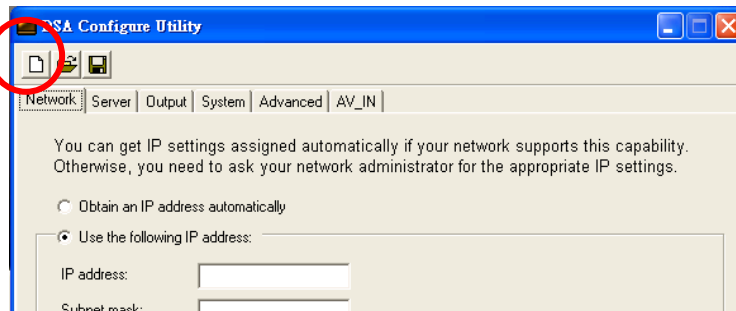 DSA Configure Utility
Network Server Output System Advanced AV_IN
You can get IP settings assigned automatically if your network supports this capability.
Otherwise, you need to ask your network administrator for the appropriate IP settings.
Obtain an IP address automatically
Use the following IP address:
IP address:
Subnet mask: